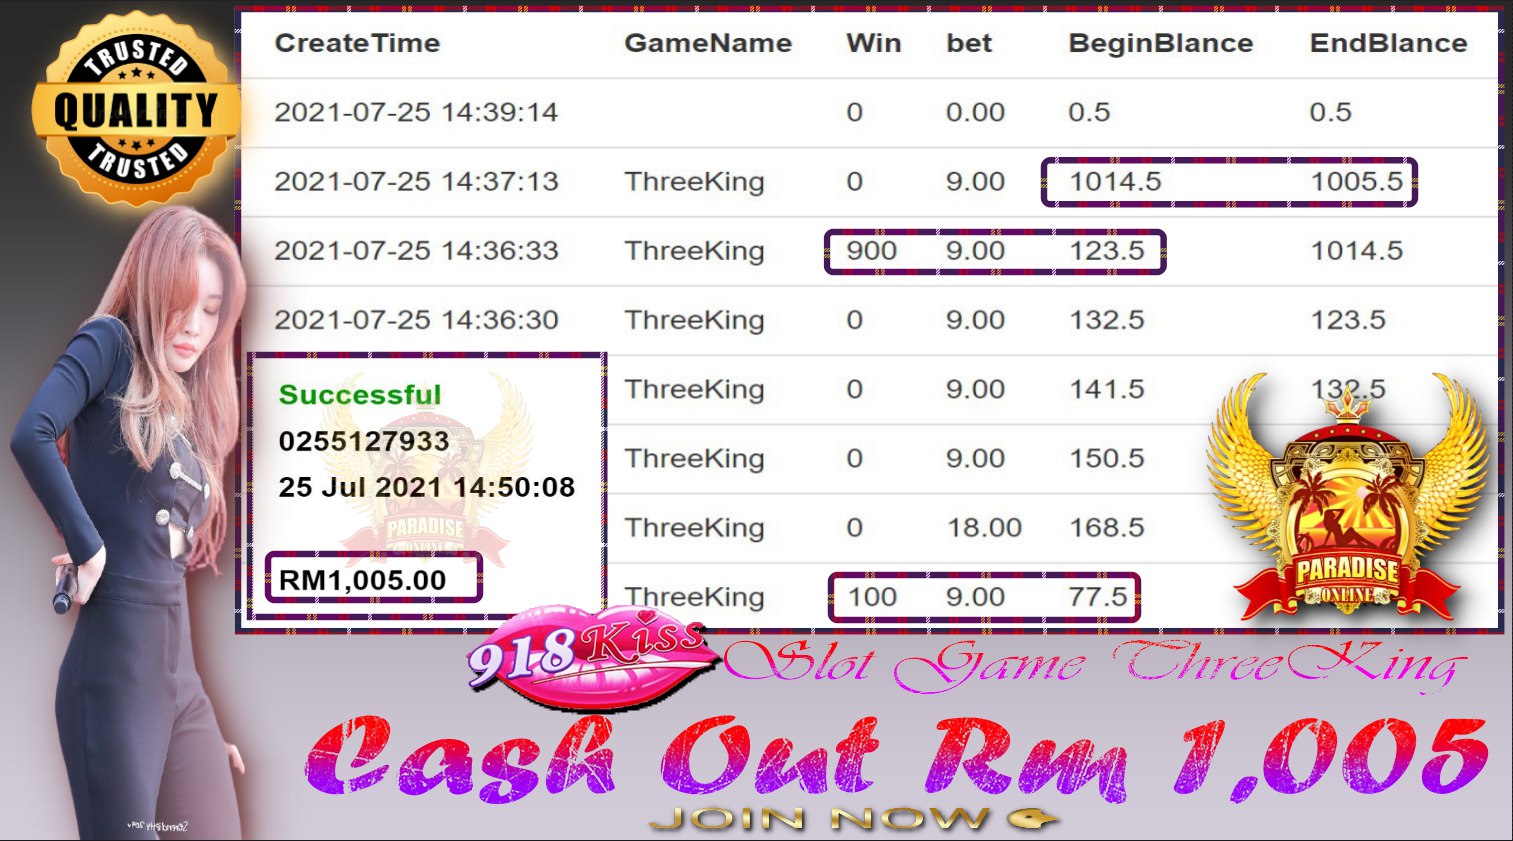 TRUSTED
QUALITY
TRUSTED
CreateTime GameName Win bet BeginBlance EndBlance
2021-07-25 14:39:14 0 0.00 0.5 0.5
2021-07-25 14:37:13 ThreeKing 0 9.00 1014.5 1005.5
2021-07-25 14:36:33 ThreeKing 900 9.00 123.5 1014.5
2021-07-25 14:36:30 ThreeKing 0 9.00 132.5 123.5
ThreeKing 0 9.00 141.5 132.5
ThreeKing 0 9.00 150.5
ThreeKing 0 18.00 168.5
ThreeKing 100 9.00 77.5
Successful
0255127933
25 Jul 2021 14:50:08
RM1,005.00
PARADISE
ONLINE
PARADISE
ONLINE
918Kiss
Slot Game ThreeKing
Cash Out Rm 1,005
JOIN NOW